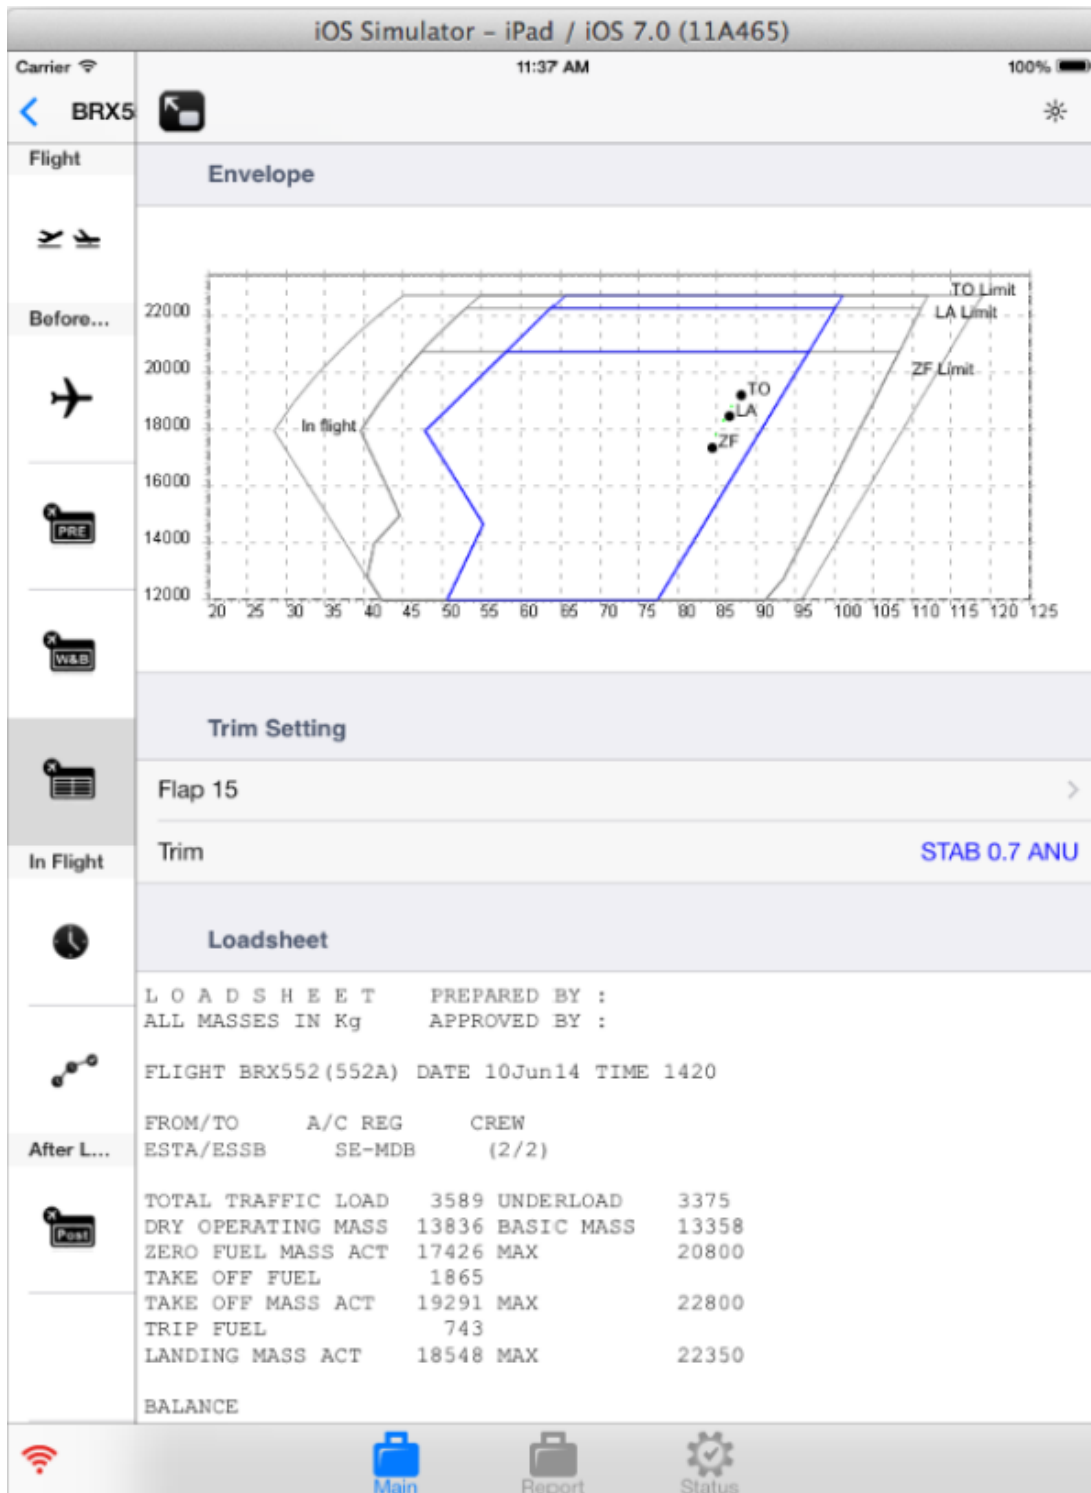 iOS Simulator – iPad / iOS 7.0 (11A465)
Carrier 11:37 AM 100%
BRX5
Flight
Envelope
22000
20000
18000
16000
14000
12000
TO Limit
LA Limit
ZF Limit
In flight
TO
LA
ZF
20 25 30 35 40 45 50 55 60 65 70 75 80 85 90 95 100 105 110 115 120 125
Before...
PRE
W&B
Trim Setting
Flap 15
Trim STAB 0.7 ANU
In Flight
Loadsheet
L O A D S H E E T PREPARED BY :
ALL MASSES IN Kg APPROVED BY :
FLIGHT BRX552(552A) DATE 10Jun14 TIME 1420
FROM/TO A/C REG CREW
ESTA/ESSB SE-MDB (2/2)
After L...
Post
TOTAL TRAFFIC LOAD 3589 UNDERLOAD 3375
DRY OPERATING MASS 13836 BASIC MASS 13358
ZERO FUEL MASS ACT 17426 MAX 20800
TAKE OFF FUEL 1865
TAKE OFF MASS ACT 19291 MAX 22800
TRIP FUEL 743
LANDING MASS ACT 18548 MAX 22350
BALANCE
Main Report Status